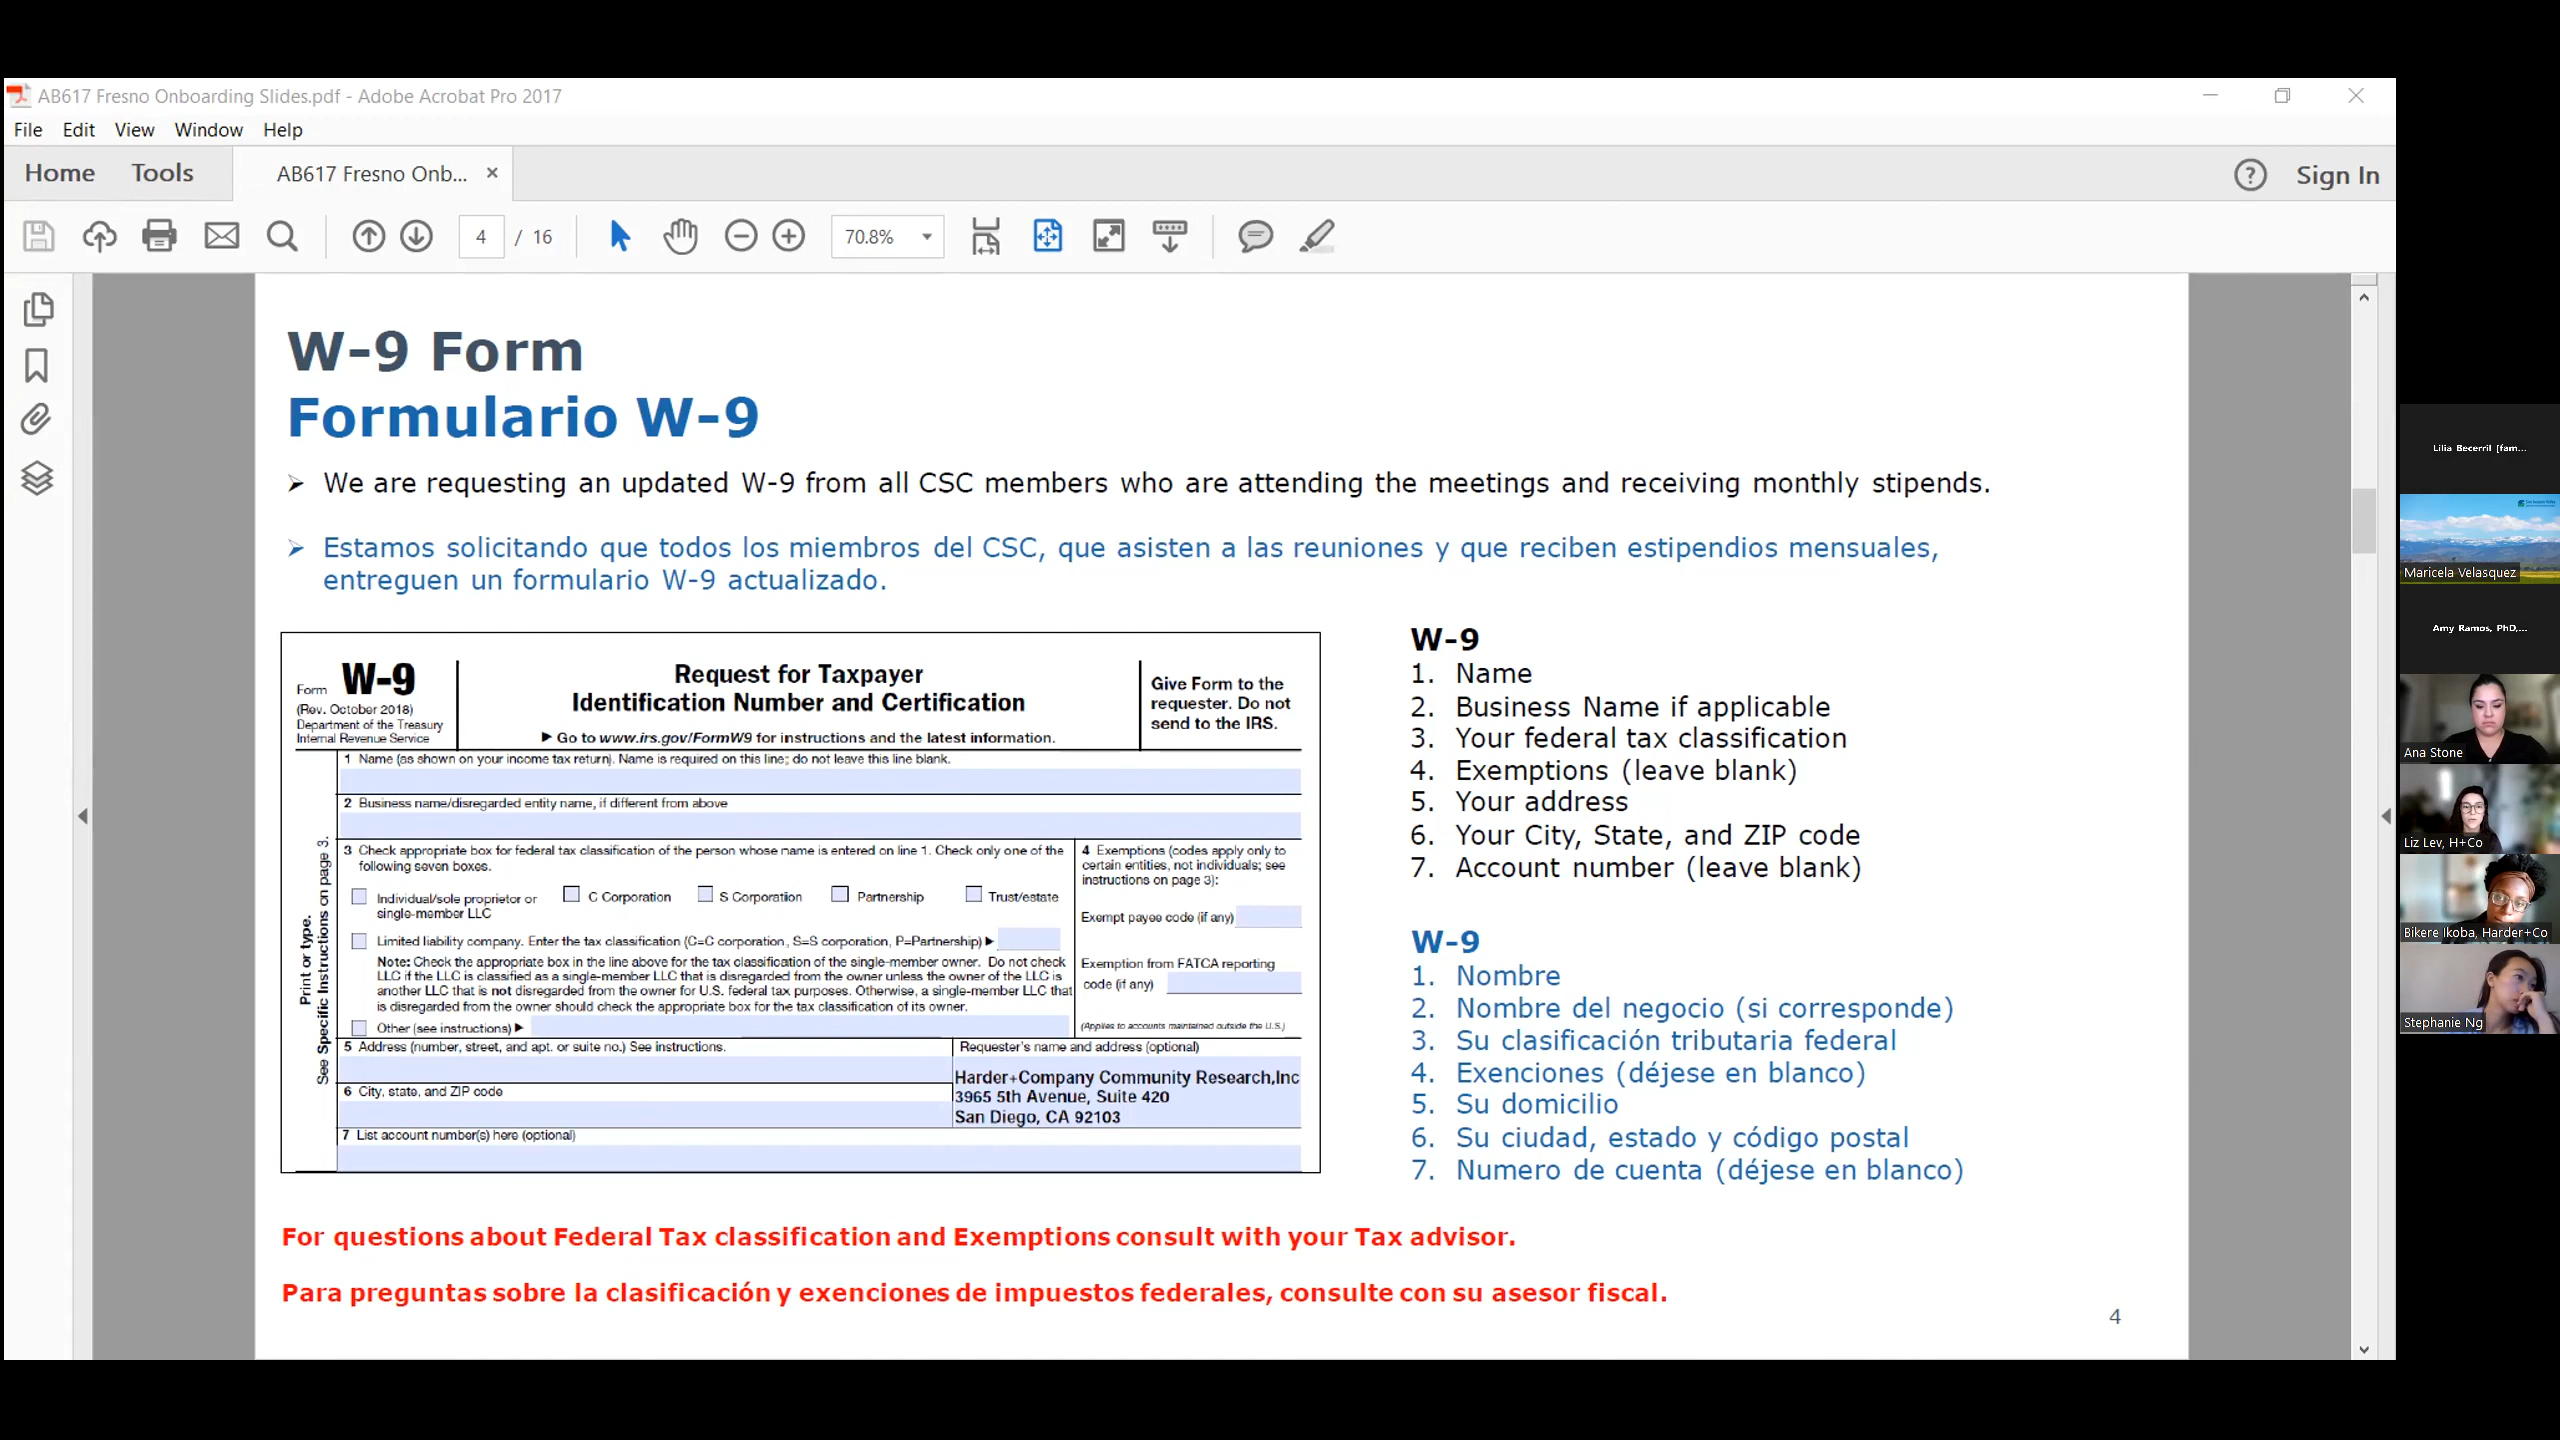 AB617 Fresno Onboarding Slides.pdf - Adobe Acrobat Pro 2017
File Edit View Window Help
Home Tools AB617 Fresno Onb... × Sign In
4 / 16 70.8%
W-9 Form
Formulario W-9
➢ We are requesting an updated W-9 from all CSC members who are attending the meetings and receiving monthly stipends.
➢ Estamos solicitando que todos los miembros del CSC, que asisten a las reuniones y que reciben estipendios mensuales,
entreguen un formulario W-9 actualizado.
Form W-9
(Rev. October 2018)
Department of the Treasury
Internal Revenue Service
Request for Taxpayer
Identification Number and Certification
▶ Go to www.irs.gov/FormW9 for instructions and the latest information.
Give Form to the
requester. Do not
send to the IRS.
Print or type.
See Specific Instructions on page 3.
1 Name (as shown on your income tax return). Name is required on this line; do not leave this line blank.
2 Business name/disregarded entity name, if different from above
3 Check appropriate box for federal tax classification of the person whose name is entered on line 1. Check only one of the
following seven boxes.
Individual/sole proprietor or
single-member LLC
C Corporation S Corporation Partnership Trust/estate
Limited liability company. Enter the tax classification (C=C corporation, S=S corporation, P=Partnership) ▶
Note: Check the appropriate box in the line above for the tax classification of the single-member owner. Do not check
LLC if the LLC is classified as a single-member LLC that is disregarded from the owner unless the owner of the LLC is
another LLC that is not disregarded from the owner for U.S. federal tax purposes. Otherwise, a single-member LLC that
is disregarded from the owner should check the appropriate box for the tax classification of its owner.
Other (see instructions) ▶
4 Exemptions (codes apply only to
certain entities, not individuals; see
instructions on page 3):
Exempt payee code (if any)
Exemption from FATCA reporting
code (if any)
(Applies to accounts maintained outside the U.S.)
5 Address (number, street, and apt. or suite no.) See instructions.
6 City, state, and ZIP code
Requester's name and address (optional)
Harder+Company Community Research,Inc
3965 5th Avenue, Suite 420
San Diego, CA 92103
7 List account number(s) here (optional)
W-9
1. Name
2. Business Name if applicable
3. Your federal tax classification
4. Exemptions (leave blank)
5. Your address
6. Your City, State, and ZIP code
7. Account number (leave blank)
W-9
1. Nombre
2. Nombre del negocio (si corresponde)
3. Su clasificación tributaria federal
4. Exenciones (déjese en blanco)
5. Su domicilio
6. Su ciudad, estado y código postal
7. Numero de cuenta (déjese en blanco)
For questions about Federal Tax classification and Exemptions consult with your Tax advisor.
Para preguntas sobre la clasificación y exenciones de impuestos federales, consulte con su asesor fiscal.
4
Lilia Becerril (fam...
Maricela Velasquez
Amy Ramos, PhD,...
Ana Stone
Liz Lev, H+Co
Bikere Ikoba, Harder+Co
Stephanie Ng